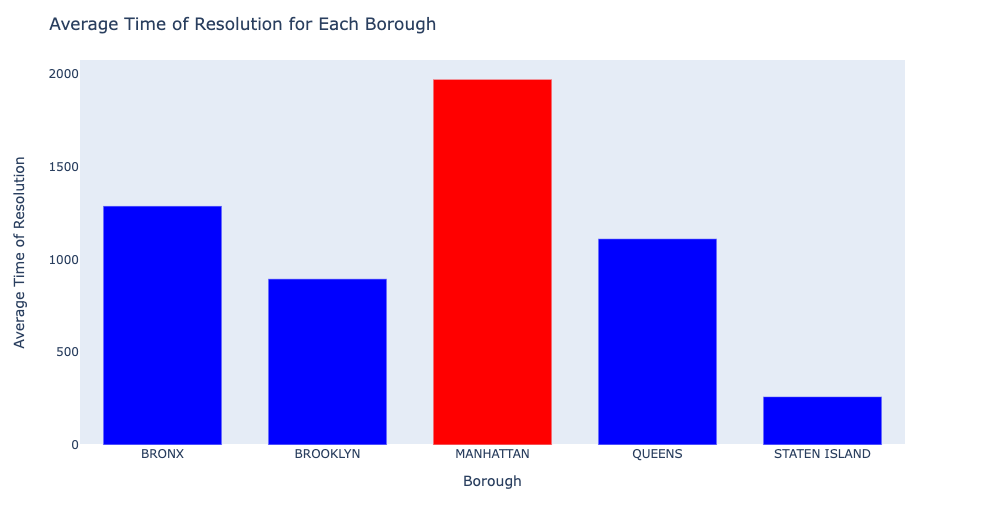 Average Time of Resolution for Each Borough
Average Time of Resolution
2000
1500
1000
500
0
BRONX
BROOKLYN
MANHATTAN
QUEENS
STATEN ISLAND
Borough